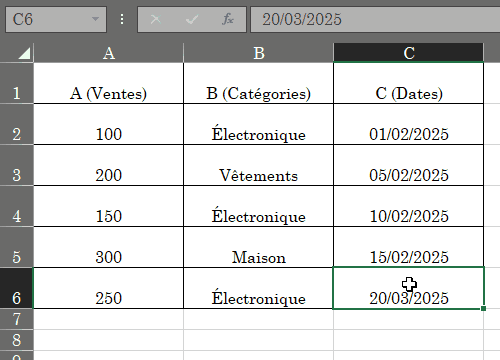 C6 fx 20/03/2025
A B C
1 A (Ventes) B (Catégories) C (Dates)
2 100 Électronique 01/02/2025
3 200 Vêtements 05/02/2025
4 150 Électronique 10/02/2025
5 300 Maison 15/02/2025
6 250 Électronique 20/03/2025
7
8